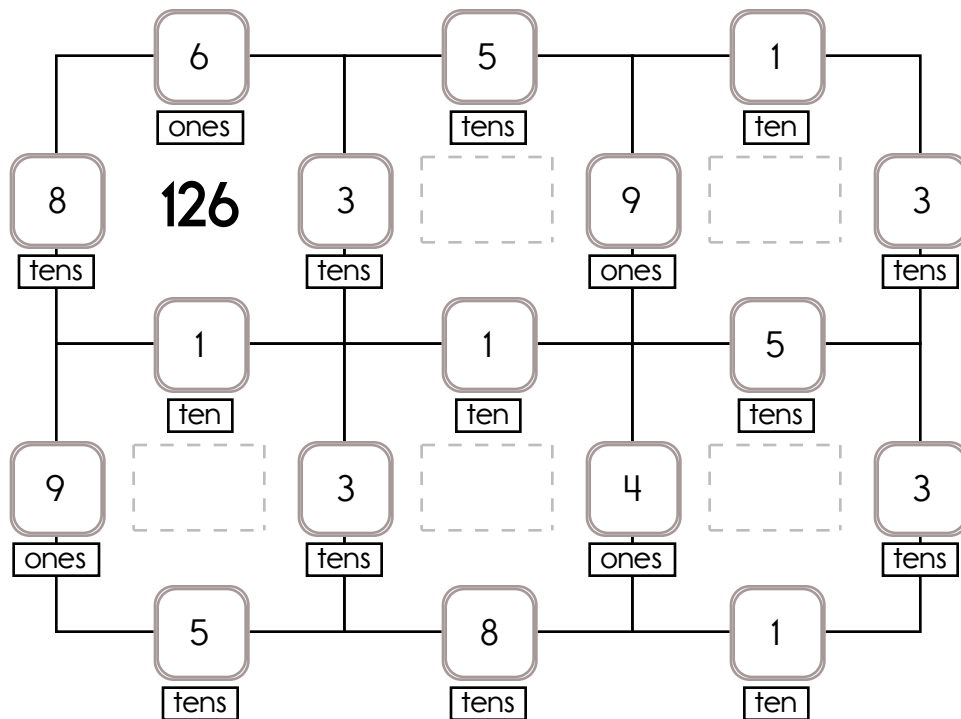 6 5 1
ones tens ten
8 126 3 9 3
tens tens ones tens
1 1 5
ten ten tens
9 3 4 3
ones tens ones tens
5 8 1
tens tens ten